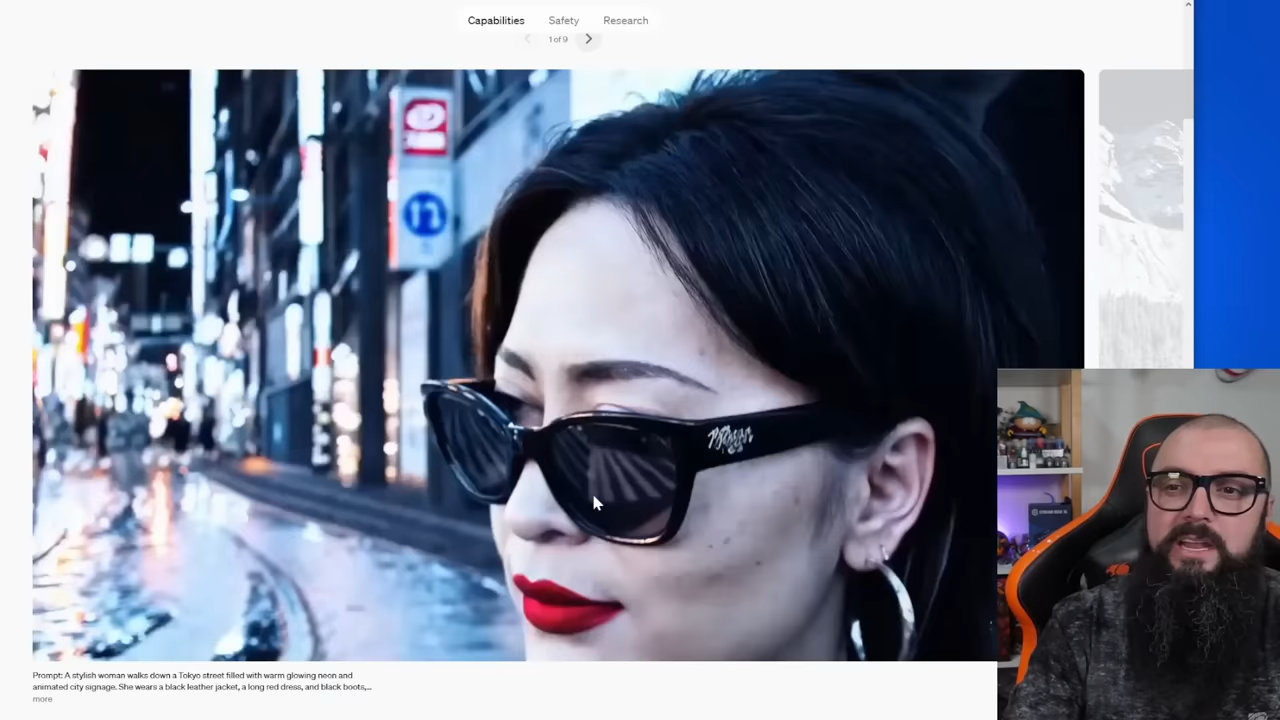 Capabilities Safety Research
1 of 9
Prompt: A stylish woman walks down a Tokyo street filled with warm glowing neon and
animated city signage. She wears a black leather jacket, a long red dress, and black boots,...
more